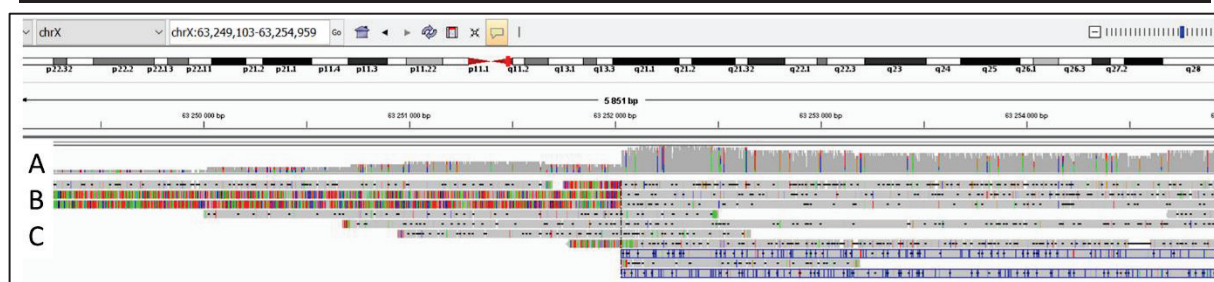 chrX chrX:63,249,103-63,254,959 Go
p22.32 p22.2 p22.13 p22.11 p21.2 p21.1 p11.4 p11.3 p11.22 p11.1 q11.2 q13.1 q13.3 q21.1 q21.2 q21.32 q22.1 q22.3 q23 q24 q25 q26.1 q26.3 q27.2 q28
5 851 bp
63 250 000 bp 63 251 000 bp 63 252 000 bp 63 253 000 bp 63 254 000 bp
A
B
C